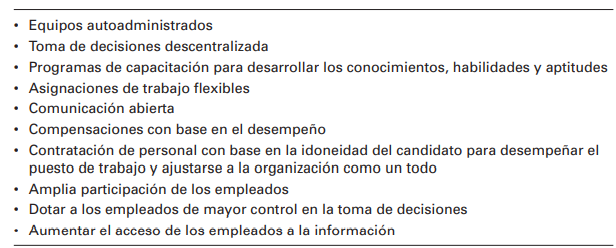 • Equipos autoadministrados
• Toma de decisiones descentralizada
• Programas de capacitación para desarrollar los conocimientos, habilidades y aptitudes
• Asignaciones de trabajo flexibles
• Comunicación abierta
• Compensaciones con base en el desempeño
• Contratación de personal con base en la idoneidad del candidato para desempeñar el
puesto de trabajo y ajustarse a la organización como un todo
• Amplia participación de los empleados
• Dotar a los empleados de mayor control en la toma de decisiones
• Aumentar el acceso de los empleados a la información